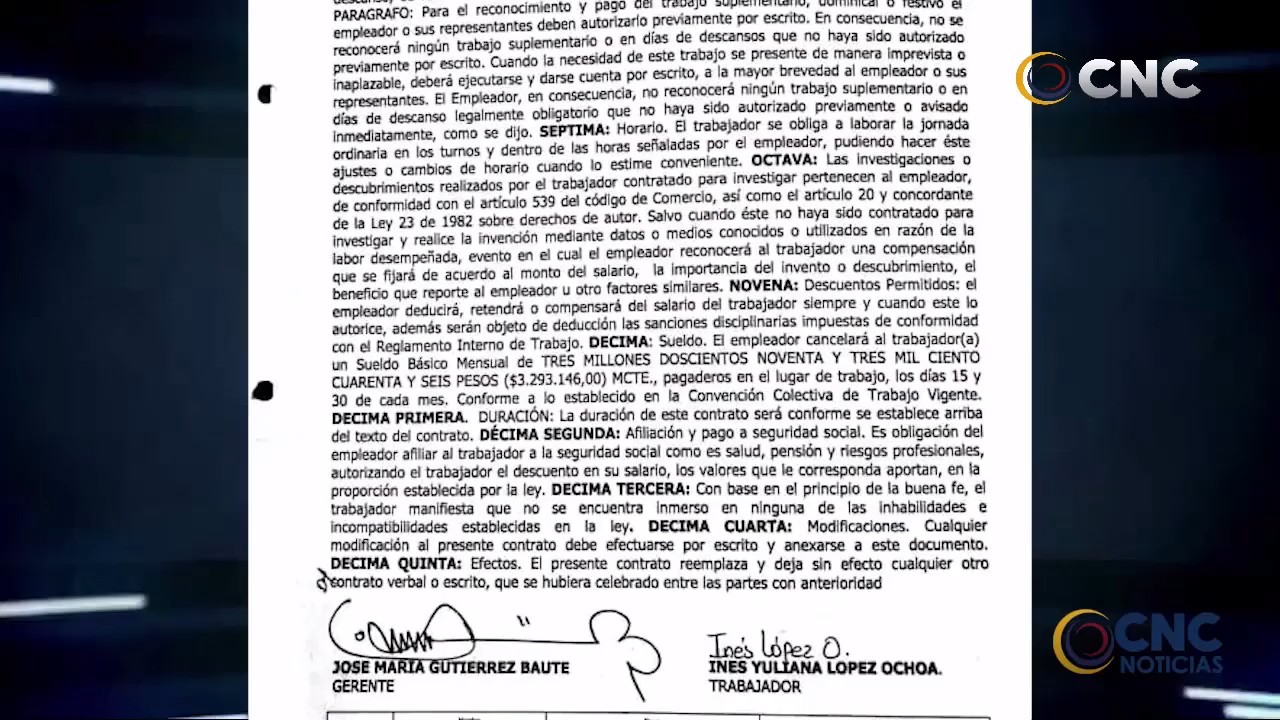 descanso, se
del trabajo suplementario, dominical o festivo el
PARAGRAFO: Para el reconocimiento y pago
empleador o sus representantes deben autorizarlo previamente por escrito. En consecuencia, no se
reconocerá ningún trabajo suplementario o en días de descansos que no haya sido autorizado
previamente por escrito. Cuando la necesidad de este trabajo se presente de manera imprevista o
inaplazable, deberá ejecutarse y darse cuenta por escrito, a la mayor brevedad al empleador o sus
representantes. El Empleador, en consecuencia, no reconocerá ningún trabajo suplementario o en
días de descanso legalmente obligatorio que no haya sido autorizado previamente o avisado
inmediatamente, como se dijo. SEPTIMA: Horario. El trabajador se obliga a laborar la jornada
ordinaria en los turnos y dentro de las horas señaladas por el empleador, pudiendo hacer éste
ajustes o cambios de horario cuando lo estime conveniente. OCTAVA: Las investigaciones o
descubrimientos realizados por el trabajador contratado para investigar pertenecen al empleador,
de conformidad con el artículo 539 del código de Comercio, así como el artículo 20 y concordante
de la Ley 23 de 1982 sobre derechos de autor. Salvo cuando éste no haya sido contratado para
investigar y realice la invención mediante datos o medios conocidos o utilizados en razón de la
labor desempeñada, evento en el cual el empleador reconocerá al trabajador una compensación
que se fijará de acuerdo al monto del salario, la importancia del invento o descubrimiento, el
beneficio que reporte al empleador u otro factores similares. NOVENA: Descuentos Permitidos: el
empleador deducirá, retendrá o compensará del salario del trabajador siempre y cuando este lo
autorice, además serán objeto de deducción las sanciones disciplinarias impuestas de conformidad
con el Reglamento Interno de Trabajo. DECIMA: Sueldo. El empleador cancelará al trabajador(a)
un Sueldo Básico Mensual de TRES MILLONES DOSCIENTOS NOVENTA Y TRES MIL CIENTO
CUARENTA Y SEIS PESOS ($3.293.146,00) MCTE., pagaderos en el lugar de trabajo, los días 15 y
30 de cada mes. Conforme a lo establecido en la Convención Colectiva de Trabajo Vigente.
DECIMA PRIMERA. DURACIÓN: La duración de este contrato será conforme se establece arriba
del texto del contrato. DÉCIMA SEGUNDA: Afiliación y pago a seguridad social. Es obligación del
empleador afiliar al trabajador a la seguridad social como es salud, pensión y riesgos profesionales,
autorizando el trabajador el descuento en su salario, los valores que le corresponda aportan, en la
proporción establecida por la ley. DECIMA TERCERA: Con base en el principio de la buena fe, el
trabajador manifiesta que no se encuentra inmerso en ninguna de las inhabilidades e
incompatibilidades establecidas en la ley. DECIMA CUARTA: Modificaciones. Cualquier
modificación al presente contrato debe efectuarse por escrito y anexarse a este documento.
DECIMA QUINTA: Efectos. El presente contrato reemplaza y deja sin efecto cualquier otro
contrato verbal o escrito, que se hubiera celebrado entre las partes con anterioridad
Inés López O.
JOSE MARIA GUTIERREZ BAUTE
INES YULIANA LOPEZ OCHOA.
GERENTE
TRABAJADOR
CNC
CNC
NOTICIAS